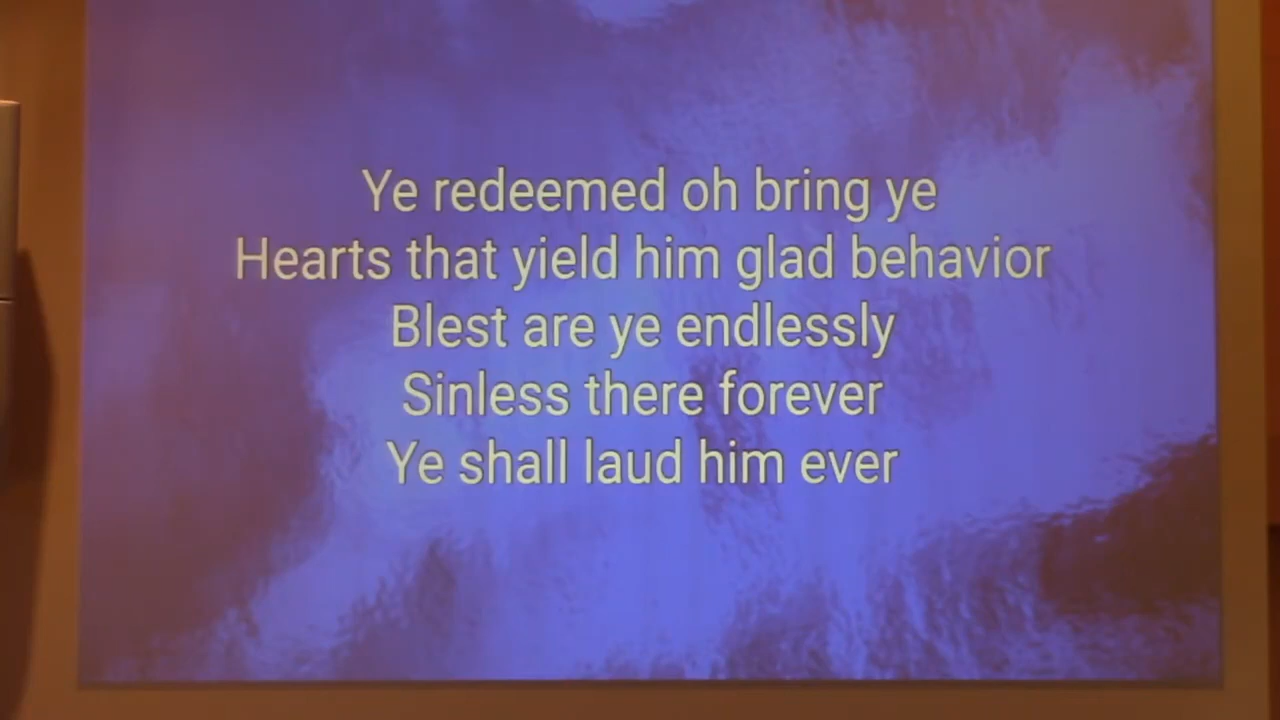 Ye redeemed oh bring ye
Hearts that yield him glad behavior
Blest are ye endlessly
Sinless there forever
Ye shall laud him ever